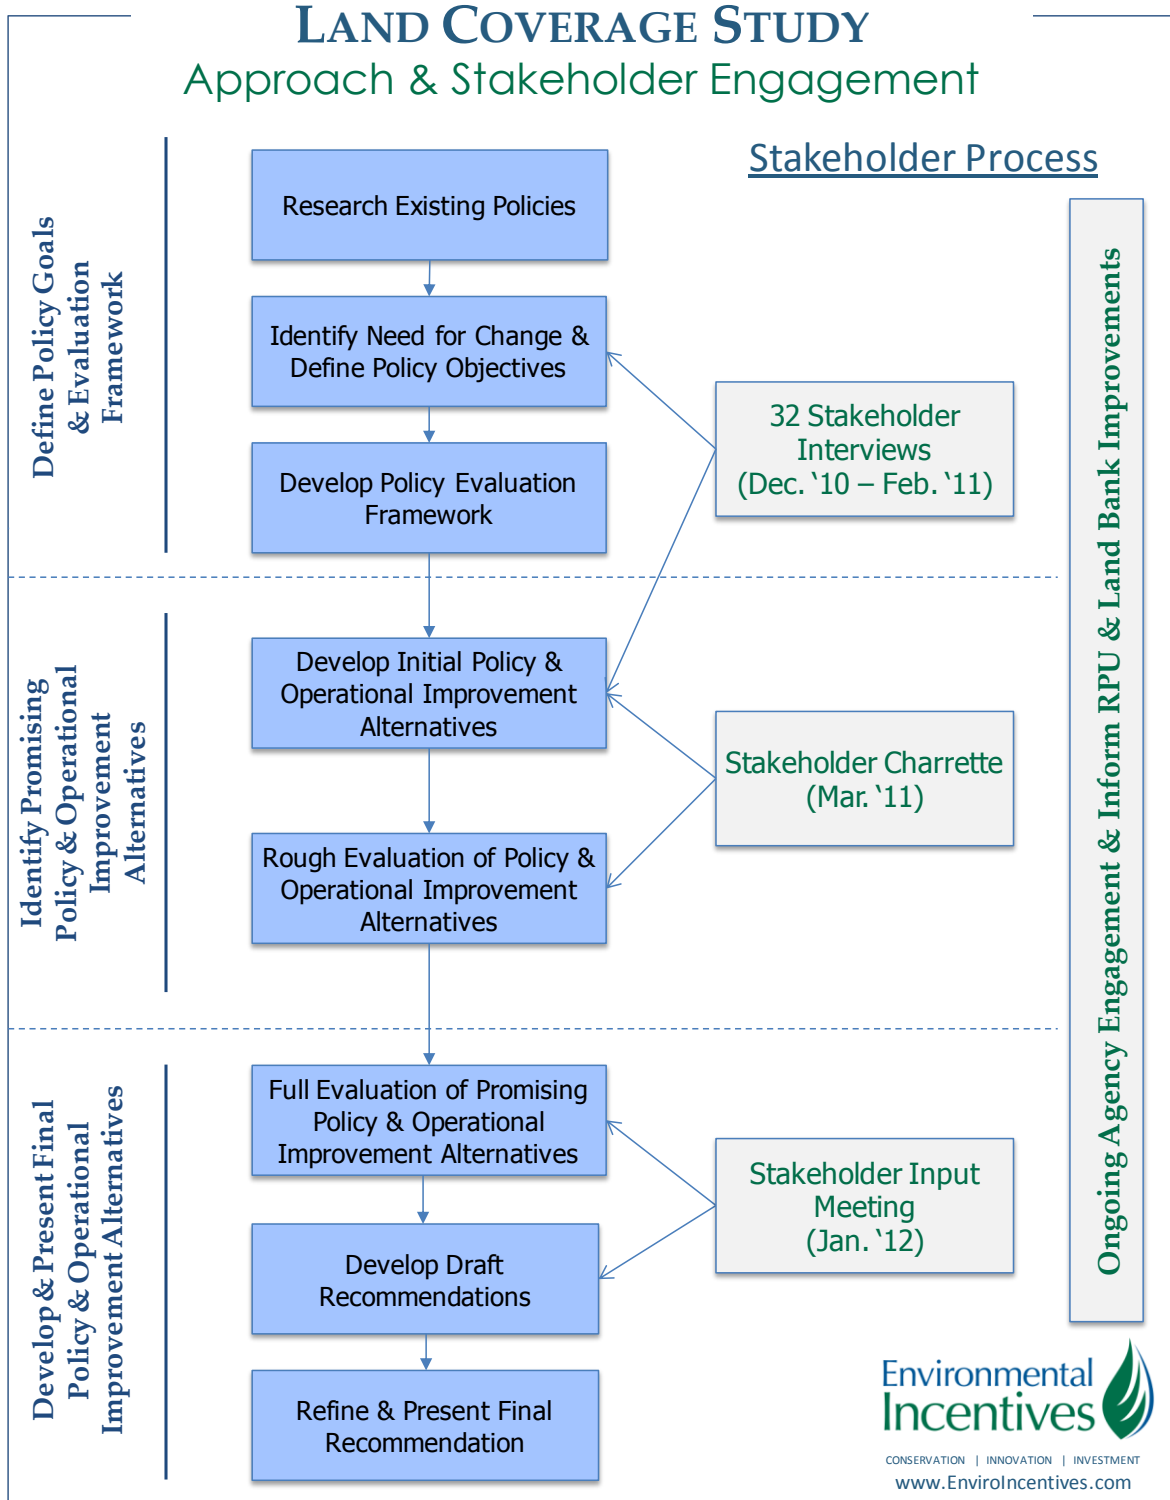 LAND COVERAGE STUDY
Approach & Stakeholder Engagement
Stakeholder Process
Define Policy Goals
& Evaluation
Framework
Research Existing Policies
Identify Need for Change &
Define Policy Objectives
Develop Policy Evaluation
Framework
32 Stakeholder
Interviews
(Dec. ‘10 – Feb. ‘11)
Identify Promising
Policy & Operational
Improvement
Alternatives
Develop Initial Policy &
Operational Improvement
Alternatives
Rough Evaluation of Policy &
Operational Improvement
Alternatives
Stakeholder Charrette
(Mar. ‘11)
Develop & Present Final
Policy & Operational
Improvement Alternatives
Full Evaluation of Promising
Policy & Operational
Improvement Alternatives
Develop Draft
Recommendations
Refine & Present Final
Recommendation
Stakeholder Input
Meeting
(Jan. ‘12)
Ongoing Agency Engagement & Inform RPU & Land Bank Improvements
Environmental
Incentives
CONSERVATION | INNOVATION | INVESTMENT
www.EnviroIncentives.com